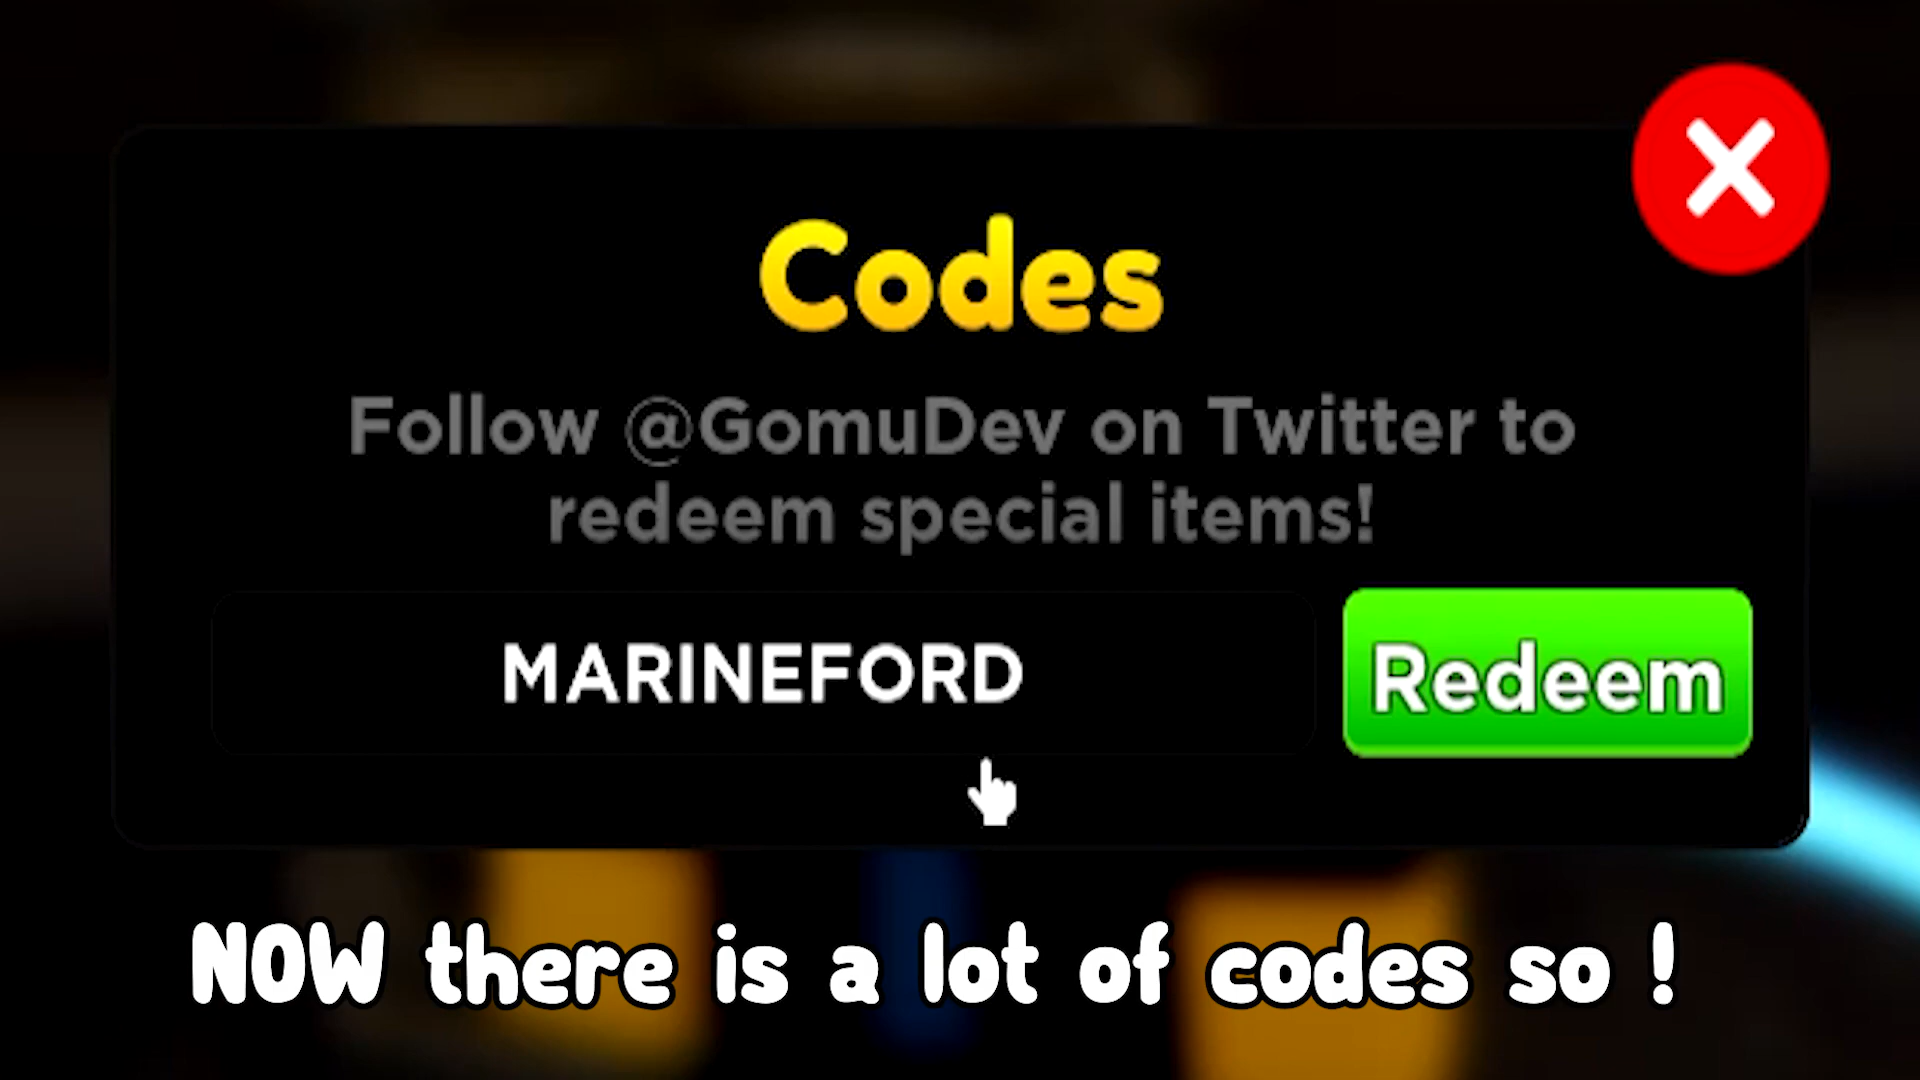 Codes
Follow @GomuDev on Twitter to
redeem special items!
MARINEFORD
Redeem
NOW there is a lot of codes so !